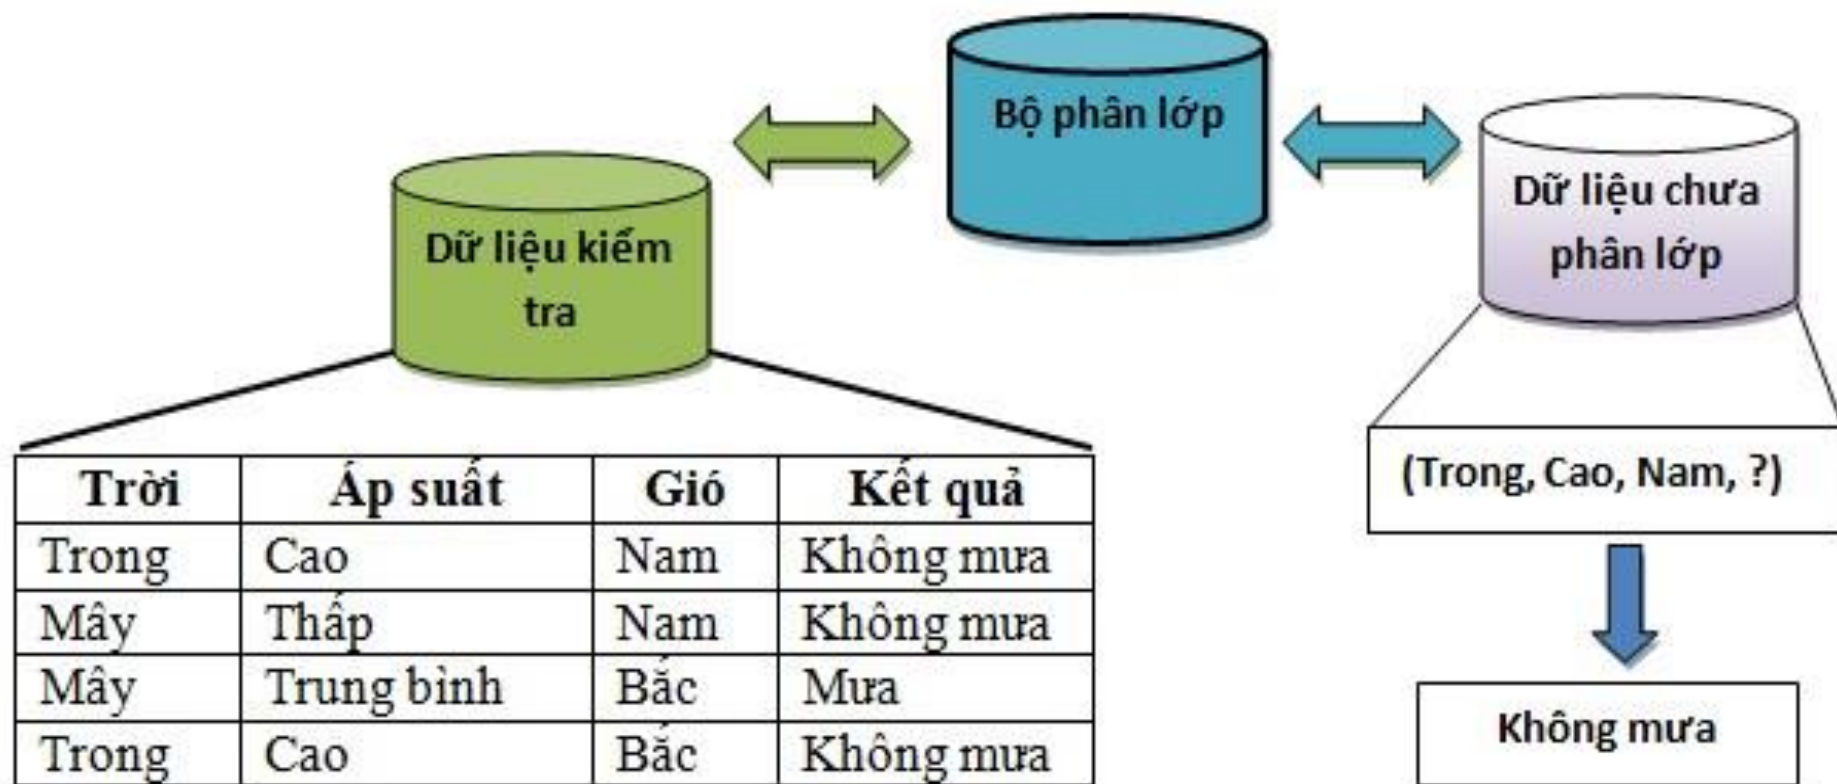 Bộ phân lớp
Dữ liệu kiểm
tra
Dữ liệu chưa
phân lớp
Trời Áp suất Gió Kết quả
Trong Cao Nam Không mưa
Mây Thấp Nam Không mưa
Mây Trung bình Bắc Mưa
Trong Cao Bắc Không mưa
(Trong, Cao, Nam, ?)
Không mưa